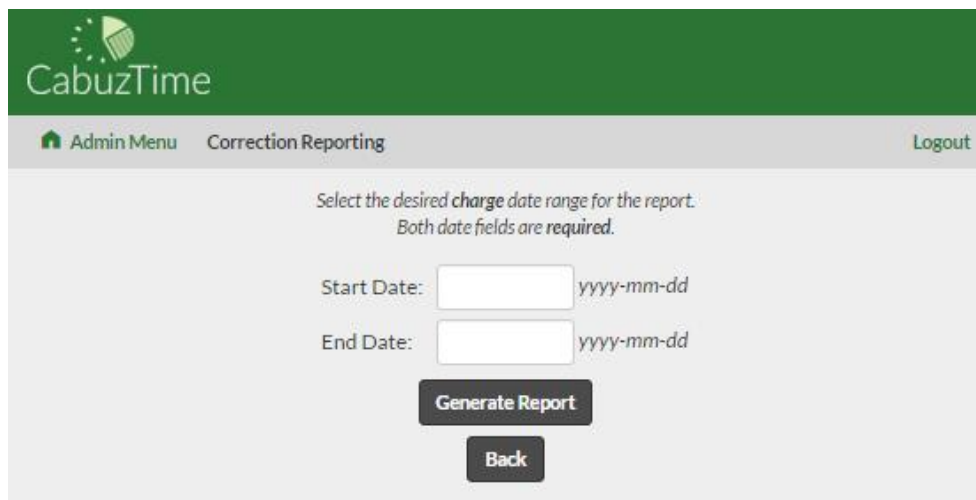 CabuzTime
Admin Menu Correction Reporting Logout
Select the desired charge date range for the report.
Both date fields are required.
Start Date: yyyy-mm-dd
End Date: yyyy-mm-dd
Generate Report
Back